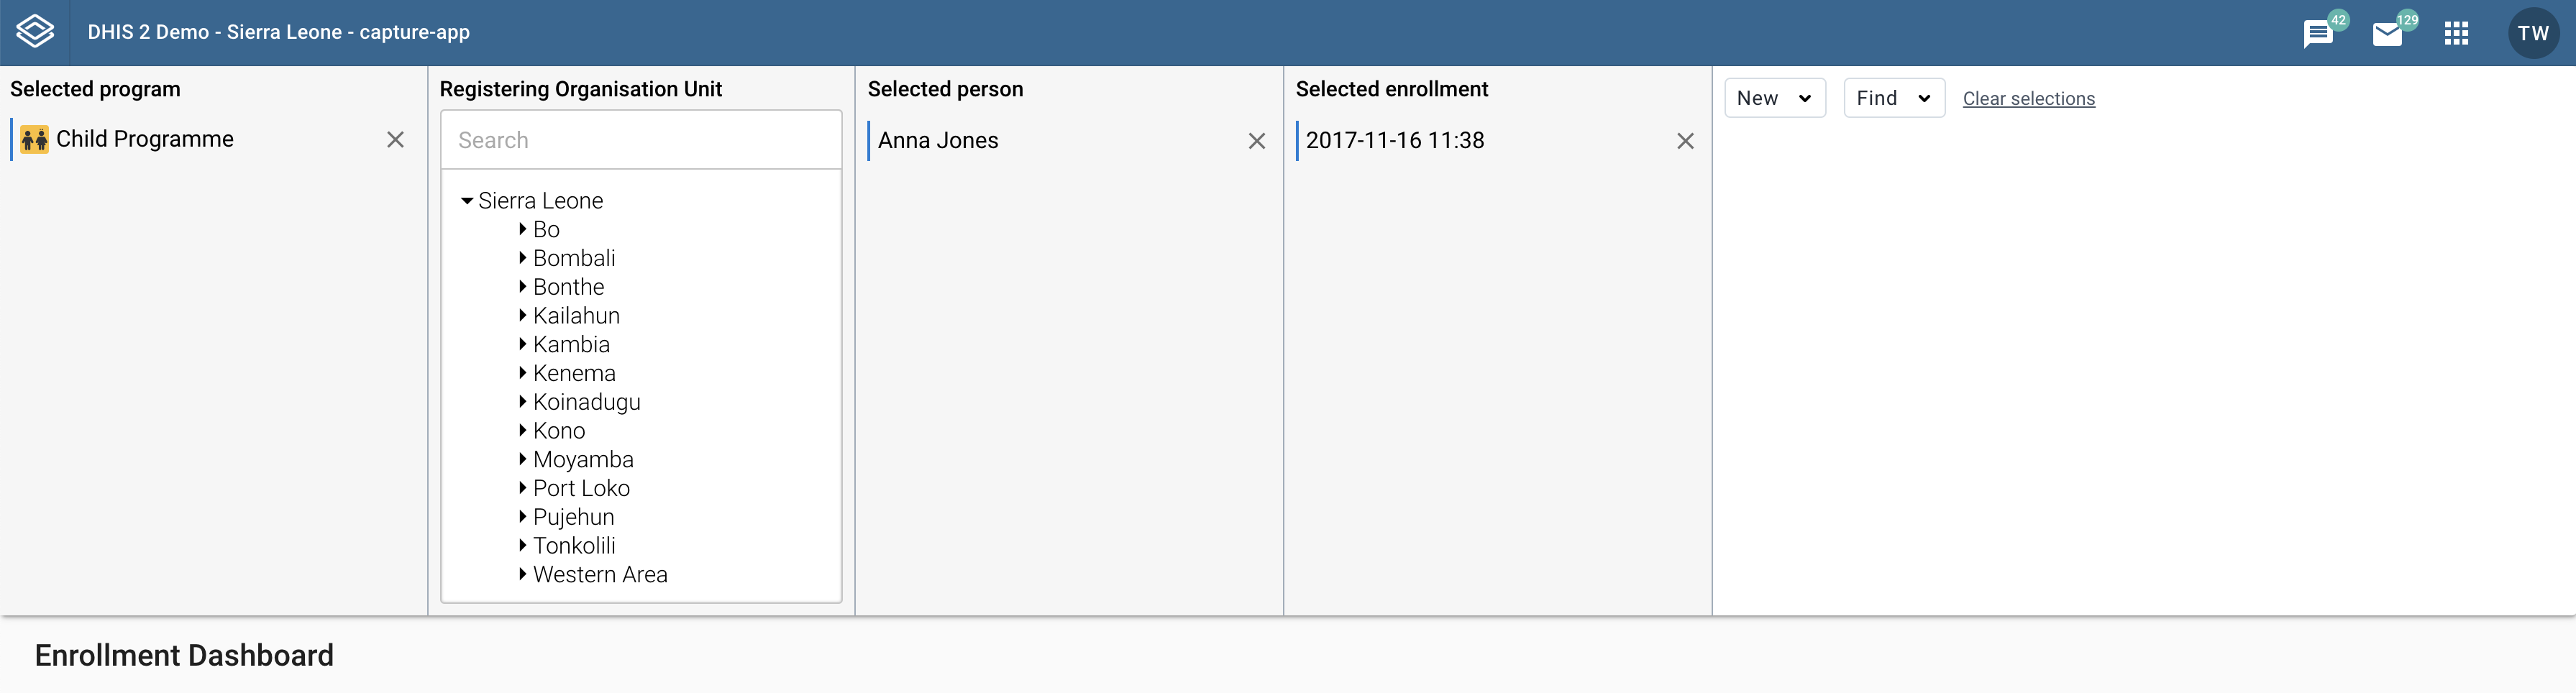 DHIS 2 Demo - Sierra Leone - capture-app
42
129
TW
Selected program
Child Programme
Registering Organisation Unit
Search
Sierra Leone
Bo
Bombali
Bonthe
Kailahun
Kambia
Kenema
Koinadugu
Kono
Moyamba
Port Loko
Pujehun
Tonkolili
Western Area
Selected person
Anna Jones
Selected enrollment
2017-11-16 11:38
New
Find
Clear selections
Enrollment Dashboard